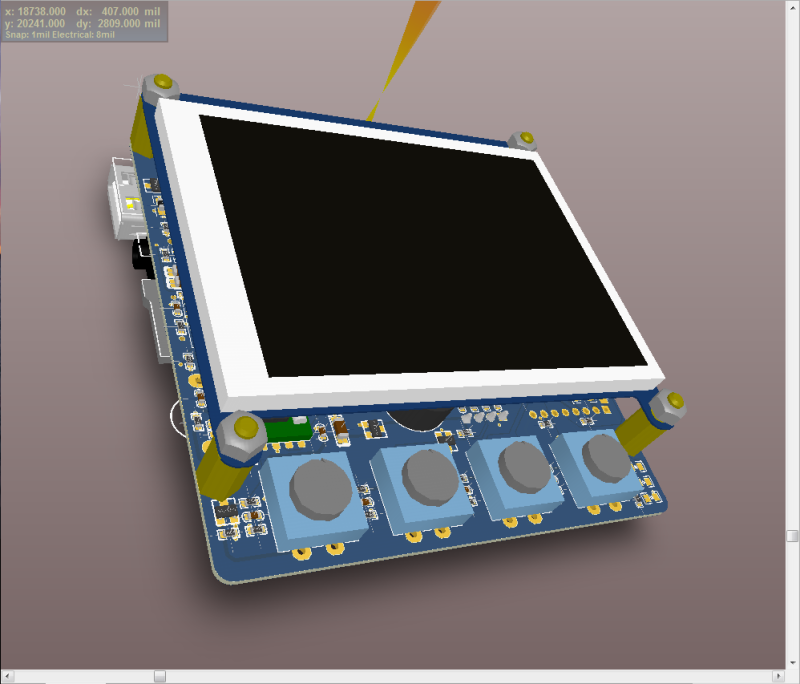 x: 18738.000 dx: 407.000 mil
y: 20241.000 dy: 2809.000 mil
Snap: 1mil Electrical: 8mil